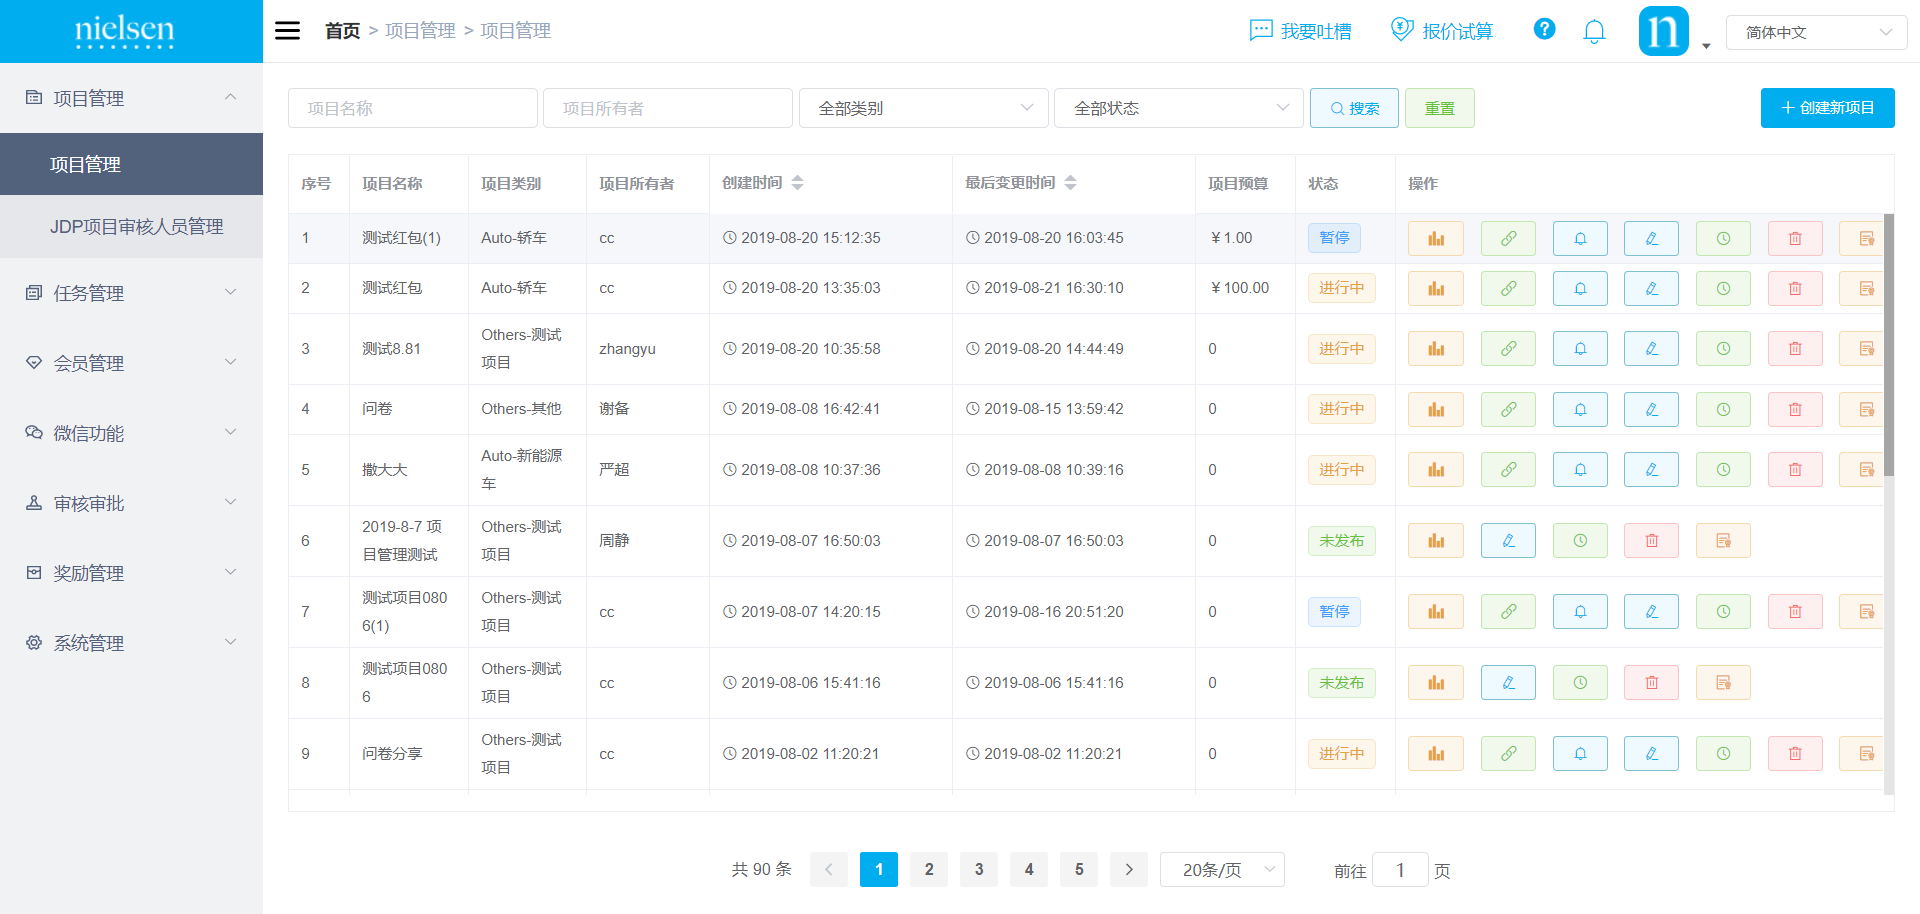 nielsen
首页 > 项目管理 > 项目管理
我要吐槽
报价试算
?
n
简体中文
项目管理
项目管理
JDP项目审核人员管理
任务管理
会员管理
微信功能
审核审批
奖励管理
系统管理
项目名称
项目所有者
全部类别
全部状态
搜索
重置
+ 创建新项目
序号 项目名称 项目类别 项目所有者 创建时间 最后变更时间 项目预算 状态 操作
1 测试红包(1) Auto-轿车 cc 2019-08-20 15:12:35 2019-08-20 16:03:45 ¥ 1.00 暂停
2 测试红包 Auto-轿车 cc 2019-08-20 13:35:03 2019-08-21 16:30:10 ¥ 100.00 进行中
3 测试8.81 Others-测试
项目 zhangyu 2019-08-20 10:35:58 2019-08-20 14:44:49 0 进行中
4 问卷 Others-其他 谢备 2019-08-08 16:42:41 2019-08-15 13:59:42 0 进行中
5 撒大大 Auto-新能源
车 严超 2019-08-08 10:37:36 2019-08-08 10:39:16 0 进行中
6 2019-8-7 项
目管理测试 Others-测试
项目 周静 2019-08-07 16:50:03 2019-08-07 16:50:03 0 未发布
7 测试项目080
6(1) Others-测试
项目 cc 2019-08-07 14:20:15 2019-08-16 20:51:20 0 暂停
8 测试项目080
6 Others-测试
项目 cc 2019-08-06 15:41:16 2019-08-06 15:41:16 0 未发布
9 问卷分享 Others-测试
项目 cc 2019-08-02 11:20:21 2019-08-02 11:20:21 0 进行中
共 90 条 < 1 2 3 4 5 > 20条/页 前往 1 页